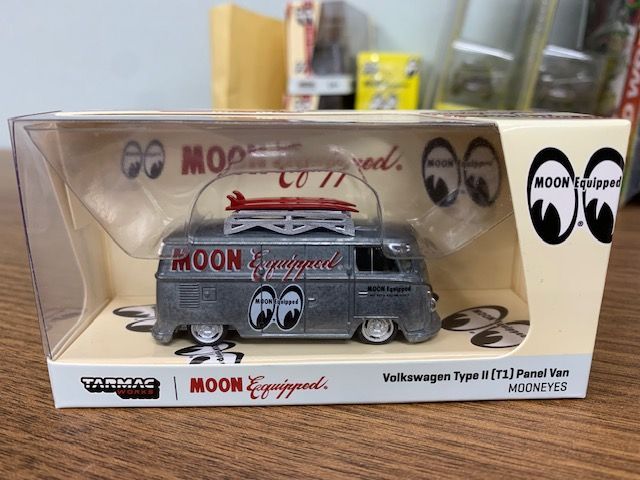 MOON Equipped®
MOON Equipped
MOON Equipped
MOON Equipped
MOON Equipped
TARMAC WORKS
MOON Equipped®
Volkswagen Type II (T1) Panel Van
MOONEYES